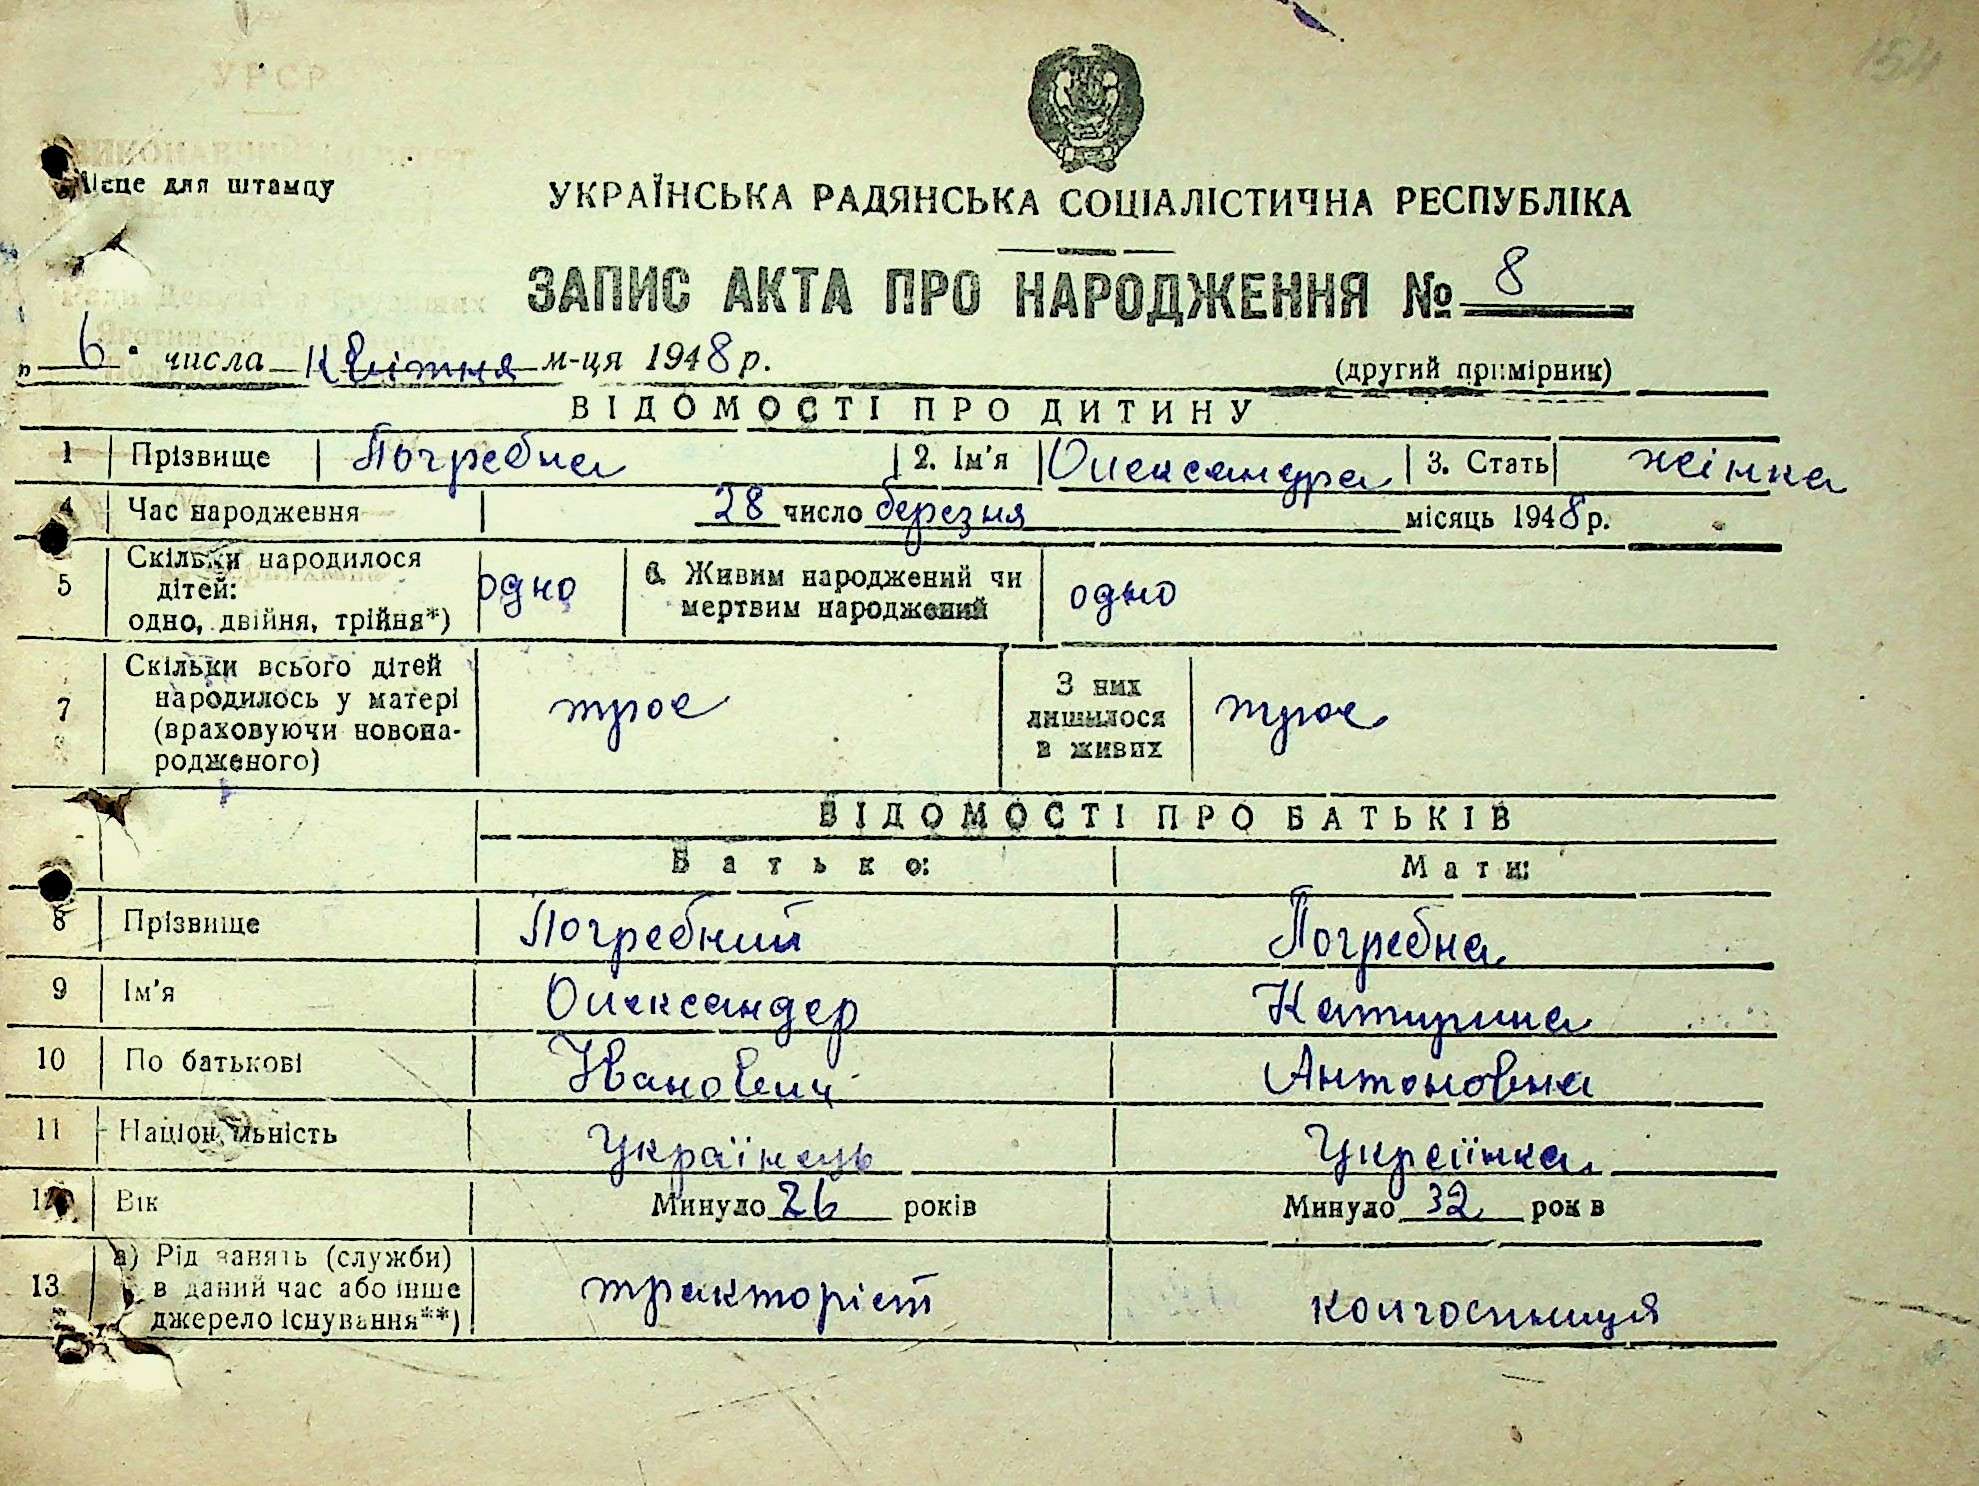 154
УРСР
Місце для штампу
УКРАЇНСЬКА РАДЯНСЬКА СОЦІАЛІСТИЧНА РЕСПУБЛІКА
ЗАПИС АКТА ПРО НАРОДЖЕННЯ № 8
„ 6 " числа квітня м-ця 1948 р.
(другий примірник)
ВІДОМОСТІ ПРО ДИТИНУ
1 Прізвище Погребна 2. Ім'я Олександра 3. Стать жінка
4 Час народження 28 число березня місяць 1948 р.
5 Скільки народилося дітей: одно, двійня, трійня*) одно 6. Живим народжений чи мертвим народжений одно
7 Скільки всього дітей народилось у матері (враховуючи новонародженого) троє З них лишилося в живих троє
ВІДОМОСТІ ПРО БАТЬКІВ
Батько: Мати:
8 Прізвище Погребний Погребна
9 Ім'я Олександер Катирина
10 По батькові Іванович Антоновна
11 Національність Українець Українка
12 Вік Минуло 26 років Минуло 32 років
13 а) Рід занять (служби) в даний час або інше джерело існування**) тракторіст колгоспниця